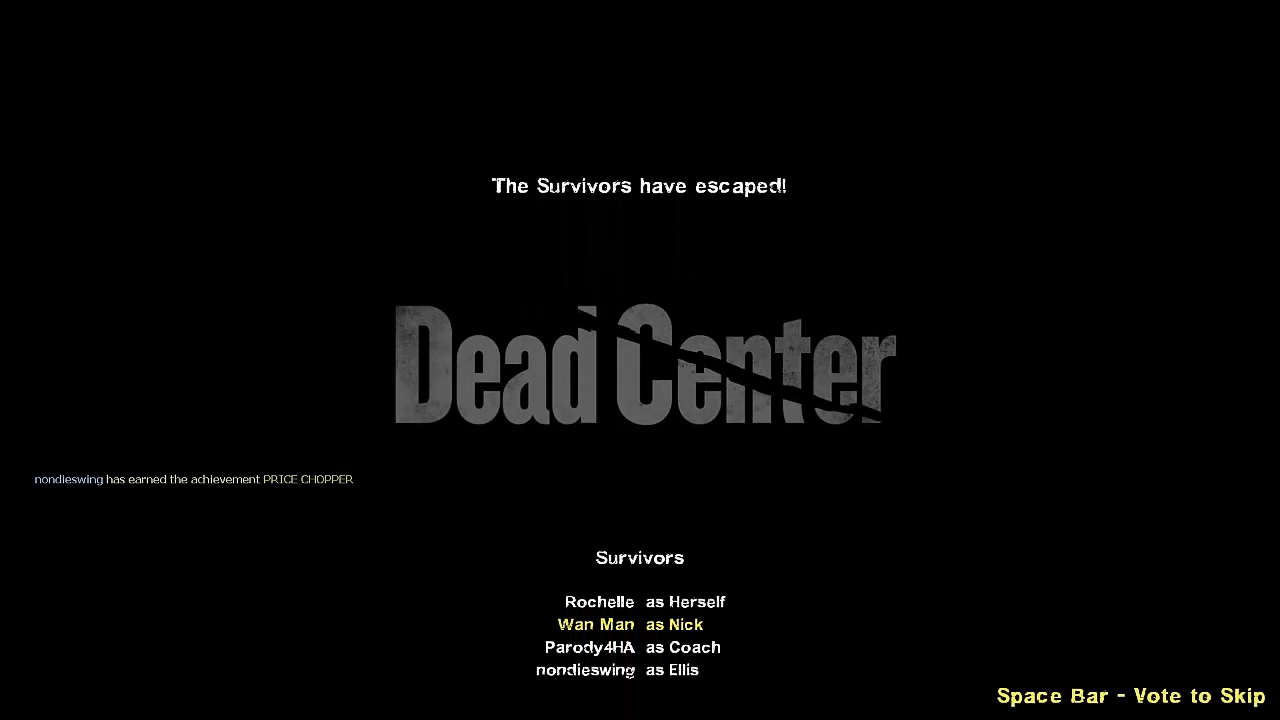 The Survivors have escaped!
Dead Center
nondieswing has earned the achievement PRICE CHOPPER
Survivors
Rochelle as Herself
Wan Man as Nick
Parody4HA as Coach
nondieswing as Ellis
Space Bar - Vote to Skip